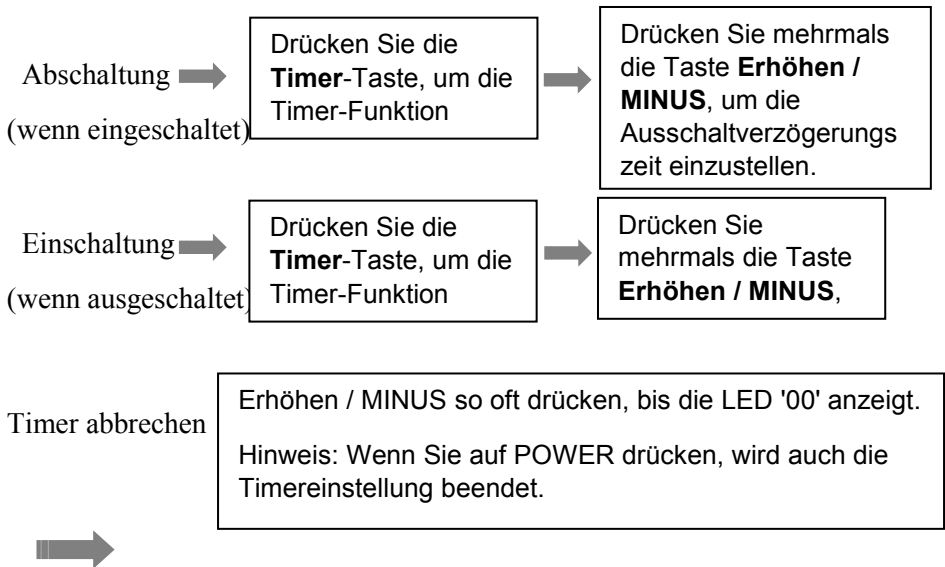 Abschaltung
(wenn eingeschaltet)
Drücken Sie die
Timer-Taste, um die
Timer-Funktion
Drücken Sie mehrmals
die Taste Erhöhen /
MINUS, um die
Ausschaltverzögerungs
zeit einzustellen.
Einschaltung
(wenn ausgeschaltet)
Drücken Sie die
Timer-Taste, um die
Timer-Funktion
Drücken Sie
mehrmals die Taste
Erhöhen / MINUS,
Timer abbrechen
Erhöhen / MINUS so oft drücken, bis die LED '00' anzeigt.
Hinweis: Wenn Sie auf POWER drücken, wird auch die
Timereinstellung beendet.